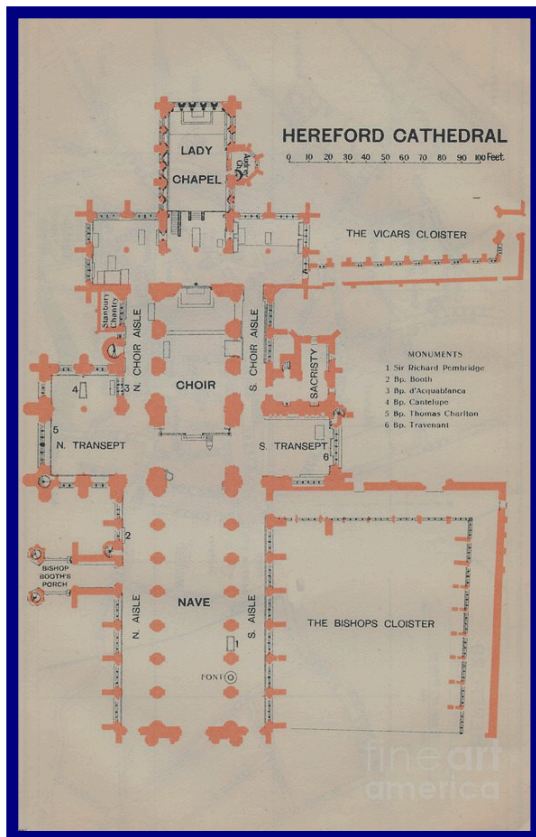 HEREFORD CATHEDRAL
0 10 20 30 40 50 60 70 80 90 100 Feet.
LADY
CHAPEL
THE VICARS CLOISTER
Stanbury
Chantry
N. CHOIR AISLE
CHOIR
S. CHOIR AISLE
SACRISTY
MONUMENTS
1 Sir Richard Pembridge
2 Bp. Booth
3 Bp. d'Acquablanca
4 Bp. Cantelupe
5 Bp. Thomas Charlton
6 Bp. Travenant
4
3
5
N. TRANSEPT
S. TRANSEPT
6
2
BISHOP
BOOTH'S
PORCH
N. AISLE
NAVE
S. AISLE
THE BISHOPS CLOISTER
1
FONT
fineart
america